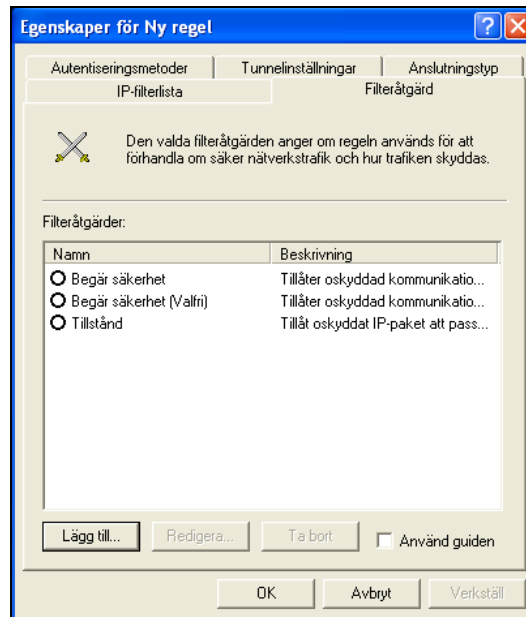 Egenskaper för Ny regel
Autentiseringsmetoder Tunnelinställningar Anslutningstyp
IP-filterlista Filteråtgärd
Den valda filteråtgärden anger om regeln används för att
förhandla om säker nätverkstrafik och hur trafiken skyddas.
Filteråtgärder:
Namn Beskrivning
Begär säkerhet Tillåter oskyddad kommunikatio...
Begär säkerhet (Valfri) Tillåter oskyddad kommunikatio...
Tillstånd Tillåt oskyddat IP-paket att pass...
Lägg till... Redigera... Ta bort Använd guiden
OK Avbryt Verkställ